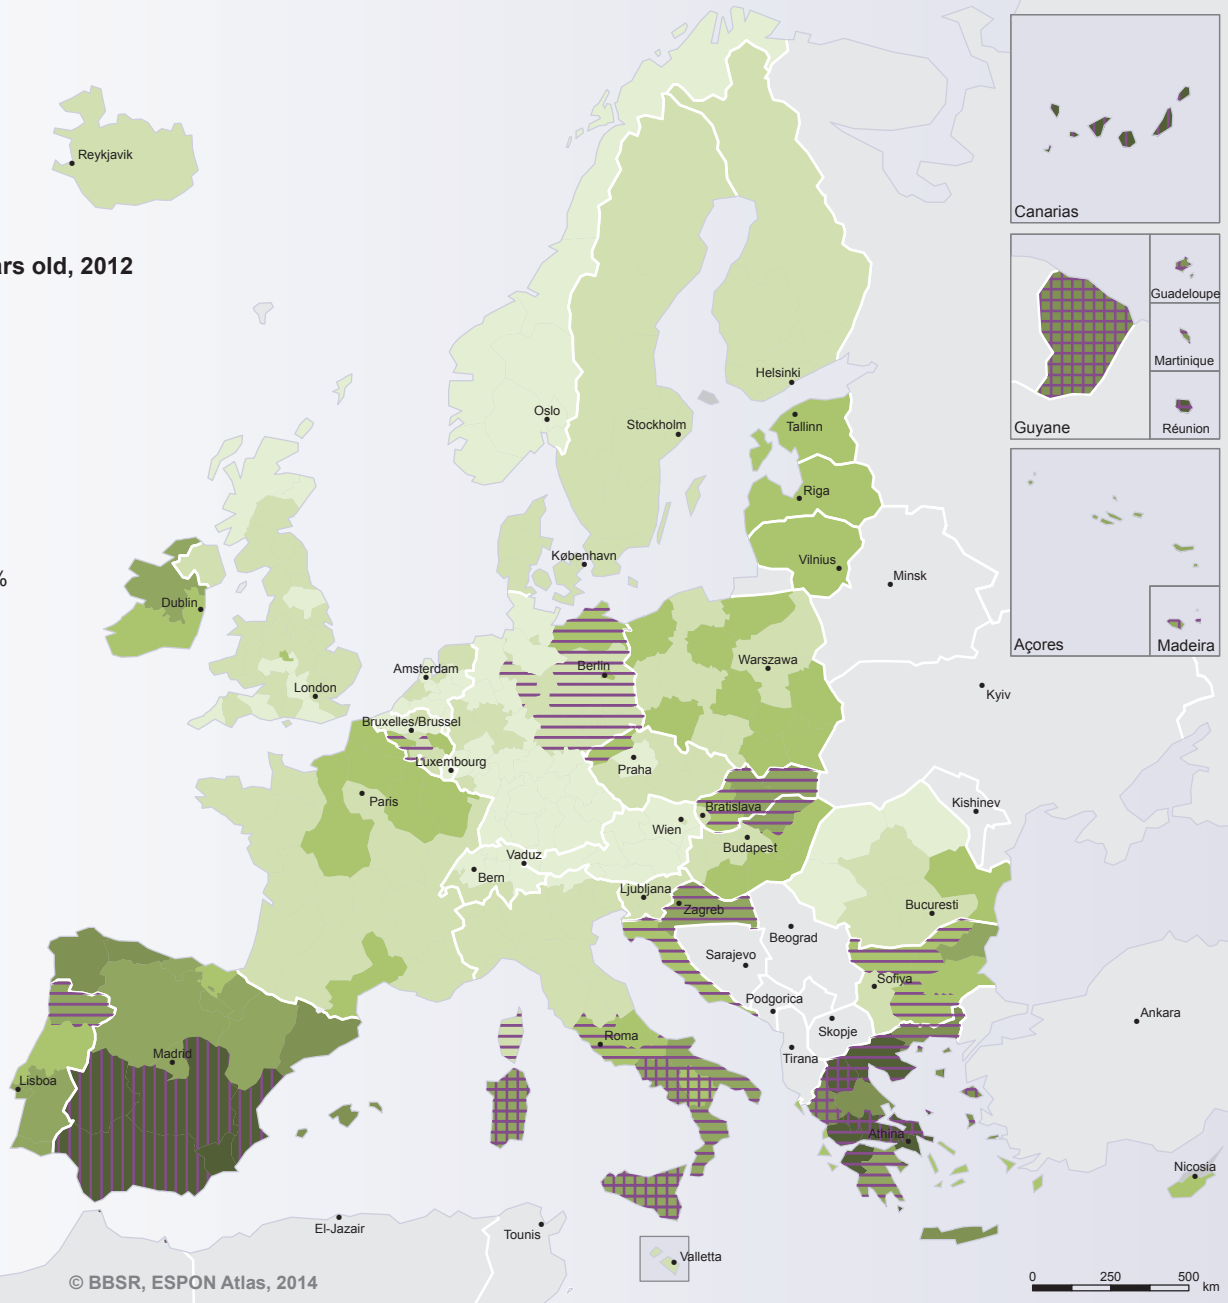 Reykjavik
Canarias
ars old, 2012
Guadeloupe
Martinique
Guyane
Réunion
Helsinki
Oslo
Stockholm
Tallinn
Riga
København
%
Vilnius
Minsk
Dublin
Açores
Madeira
Amsterdam
Berlin
Warszawa
London
Kyiv
Bruxelles/Brussel
Luxembourg
Praha
Paris
Bratislava
Kishinev
Wien
Budapest
Vaduz
Bern
Ljubljana
Zagreb
Bucuresti
Beograd
Sarajevo
Sofiya
Podgorica
Skopje
Ankara
Roma
Madrid
Tirana
Lisboa
Athina
Nicosia
El-Jazair
Tounis
Valletta
© BBSR, ESPON Atlas, 2014
0 250 500
km